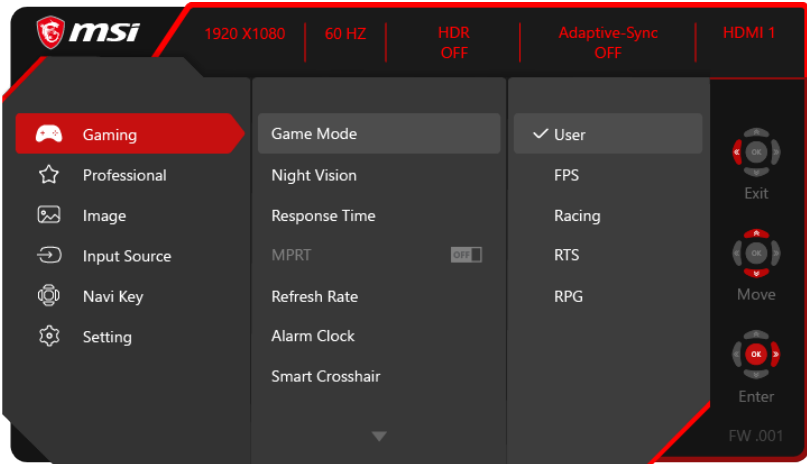 msi
1920 X1080
60 HZ
HDR
OFF
Adaptive-Sync
OFF
HDMI 1
Gaming
Professional
Image
Input Source
Navi Key
Setting
Game Mode
Night Vision
Response Time
MPRT OFF
Refresh Rate
Alarm Clock
Smart Crosshair
User
FPS
Racing
RTS
RPG
OK
Exit
OK
Move
OK
Enter
FW .001